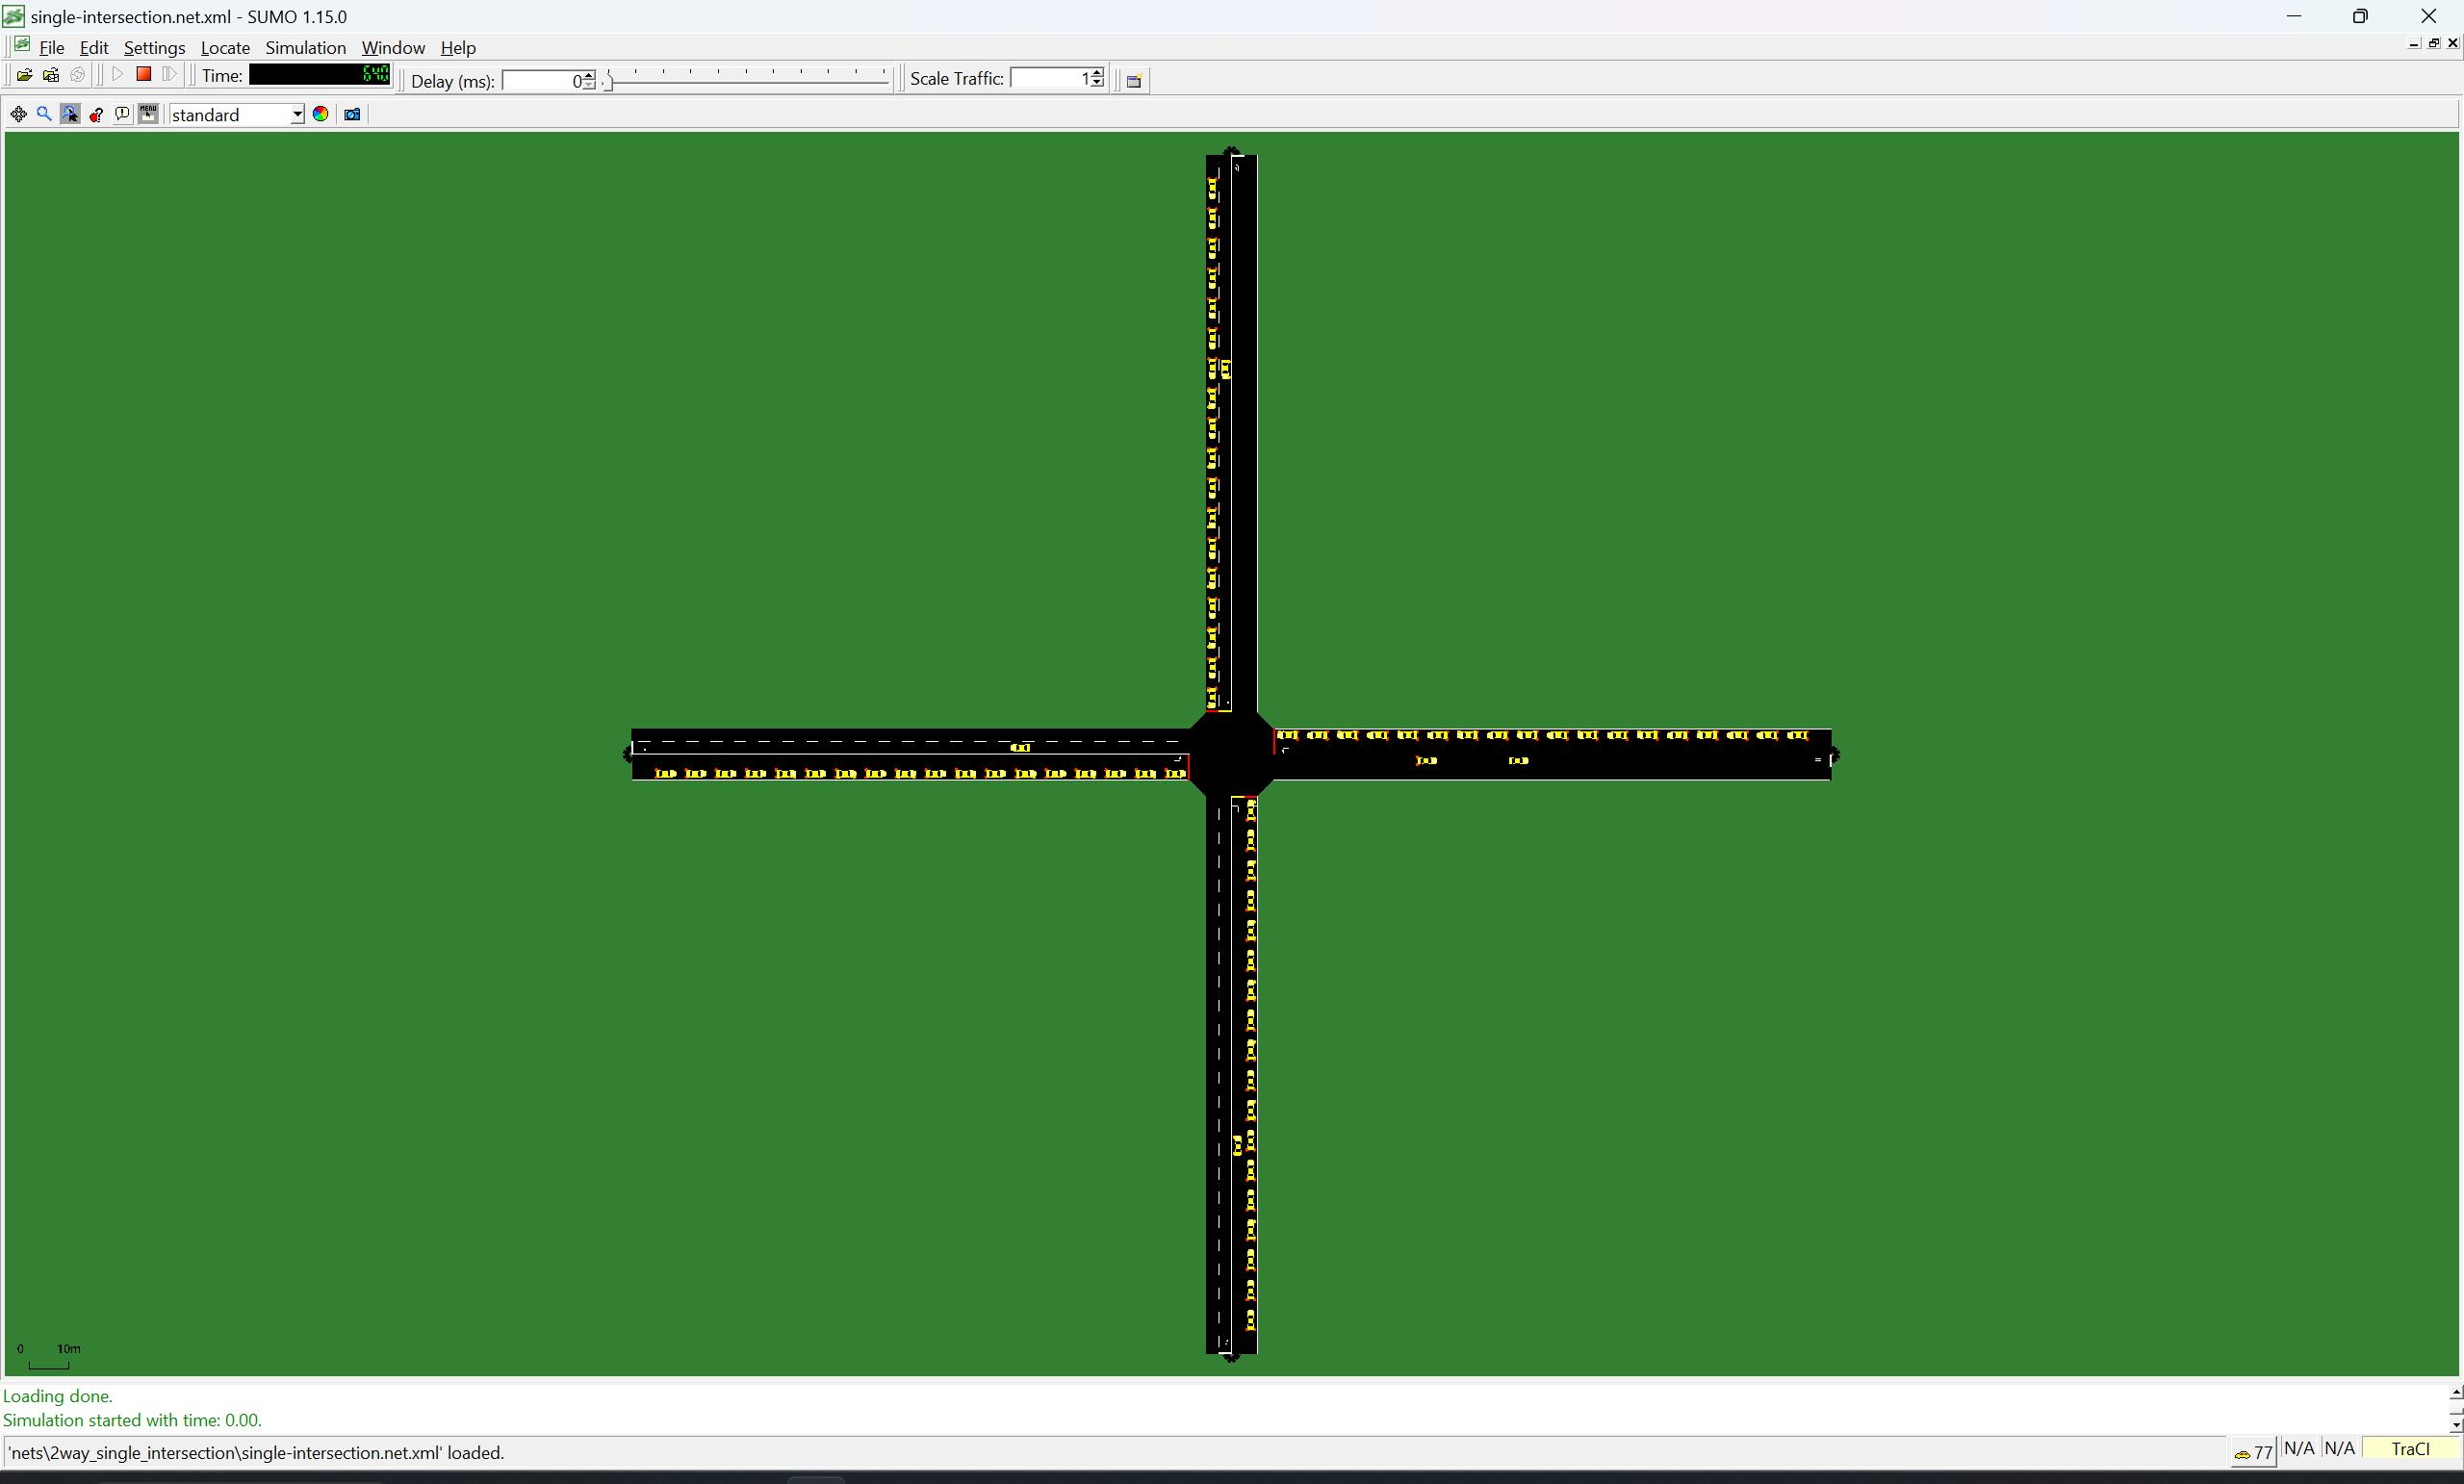 single-intersection.net.xml - SUMO 1.15.0
File Edit Settings Locate Simulation Window Help
Time: 640 Delay (ms): 0 Scale Traffic: 1
MENU standard
0 10m
Loading done.
Simulation started with time: 0.00.
'nets\2way_single_intersection\single-intersection.net.xml' loaded. 77 N/A N/A TraCI